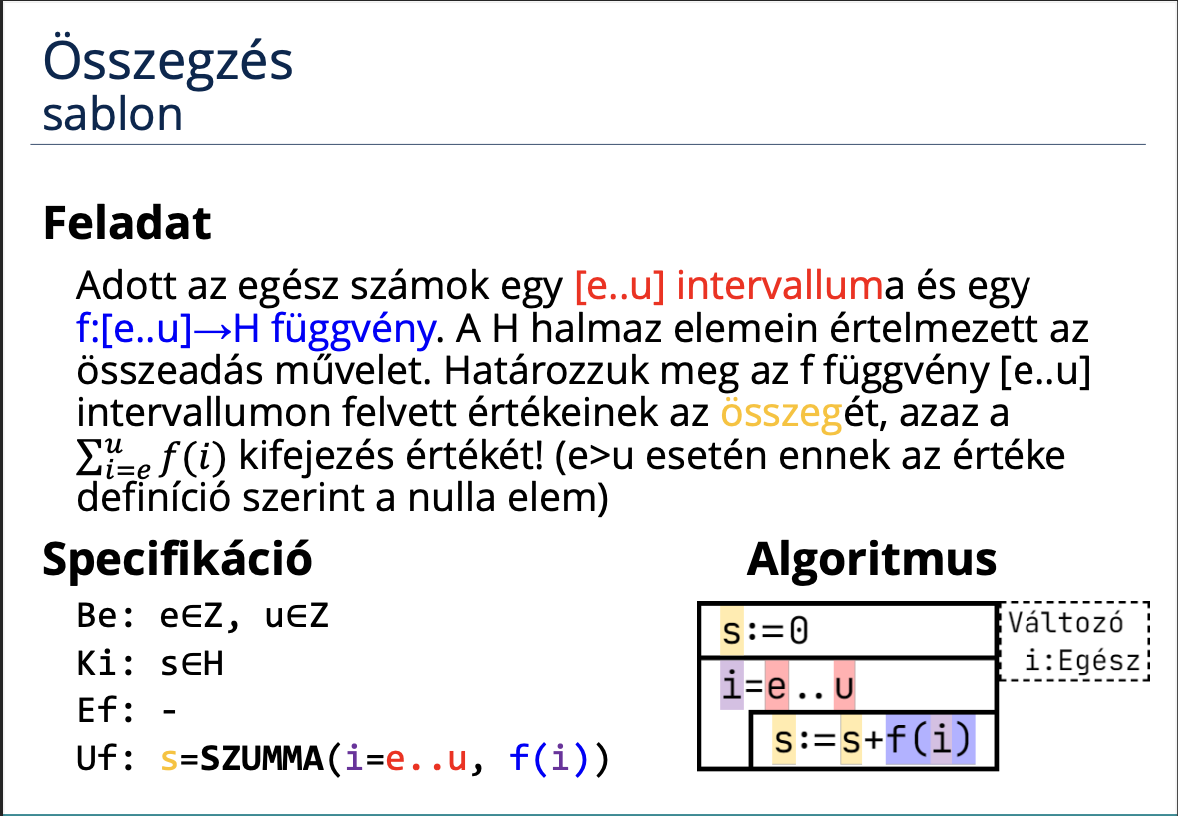 Összegzés
sablon
Feladat
Adott az egész számok egy [e..u] intervalluma és egy
f:[e..u]→H függvény. A H halmaz elemein értelmezett az
összeadás művelet. Határozzuk meg az f függvény [e..u]
intervallumon felvett értékeinek az összegét, azaz a
∑ᵘᵢ₌ₑ f(i) kifejezés értékét! (e>u esetén ennek az értéke
definíció szerint a nulla elem)
Specifikáció
Be: e∈Z, u∈Z
Ki: s∈H
Ef: -
Uf: s=SZUMMA(i=e..u, f(i))
Algoritmus
s:=0
i=e..u
s:=s+f(i)
Változó
i:Egész